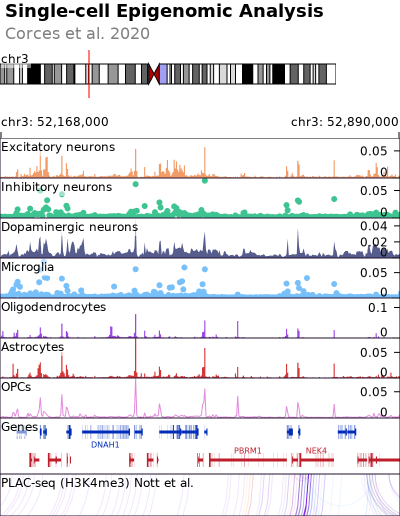 Single-cell Epigenomic Analysis
Corces et al. 2020
chr3
chr3: 52,168,000 chr3: 52,890,000
Excitatory neurons 0.05 0
Inhibitory neurons 0.05 0
Dopaminergic neurons 0.04 0.02 0
Microglia 0.05 0
Oligodendrocytes 0.1 0
Astrocytes 0.05 0
OPCs 0.05 0
Genes
DNAH1
PBRM1 NEK4
PLAC-seq (H3K4me3) Nott et al.